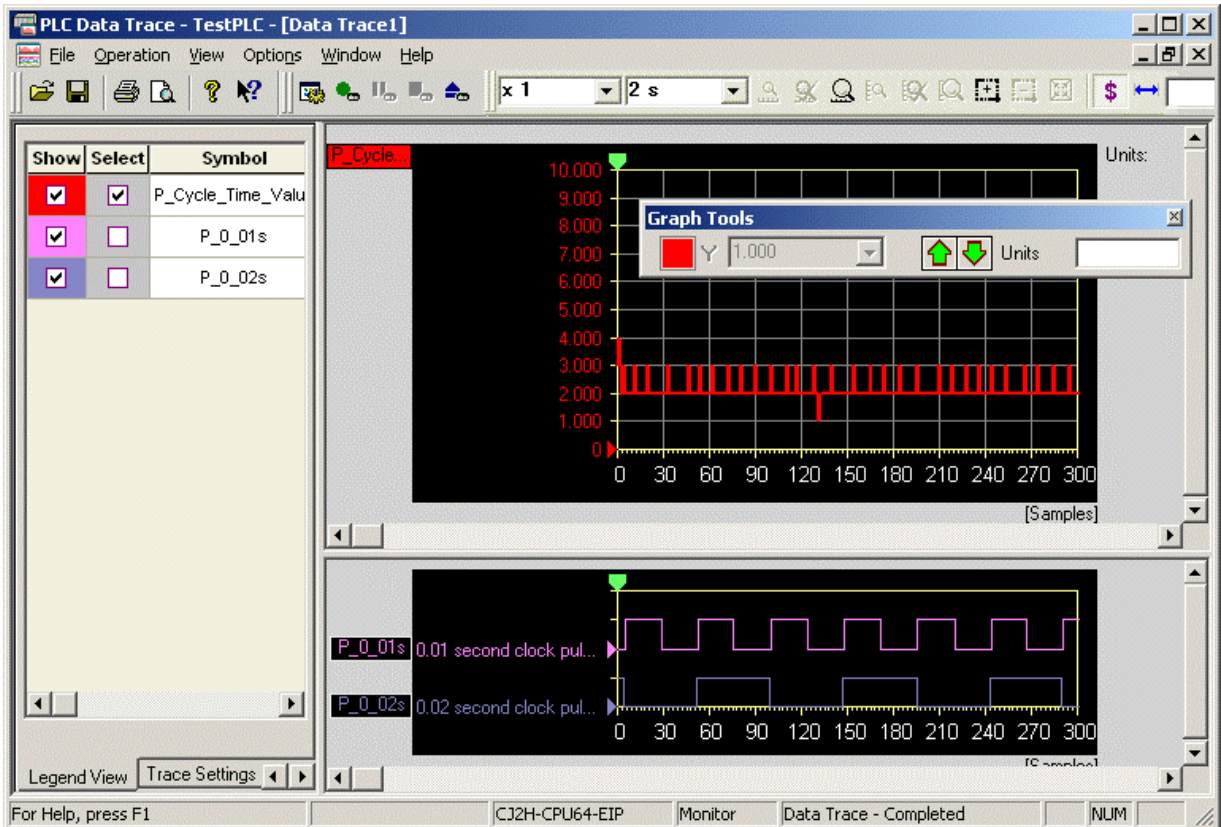 PLC Data Trace - TestPLC - [Data Trace1]
File Operation View Options Window Help
x 1 2 s $
Show Select Symbol
P_Cycle_Time_Valu
P_0_01s
P_0_02s
P_Cycle...
Units:
10.000
9.000
8.000
7.000
6.000
5.000
4.000
3.000
2.000
1.000
0
Graph Tools
Y 1.000 Units
0 30 60 90 120 150 180 210 240 270 300
[Samples]
P_0_01s 0.01 second clock pul...
P_0_02s 0.02 second clock pul...
0 30 60 90 120 150 180 210 240 270 300
[Samples]
Legend View Trace Settings
For Help, press F1 CJ2H-CPU64-EIP Monitor Data Trace - Completed NUM